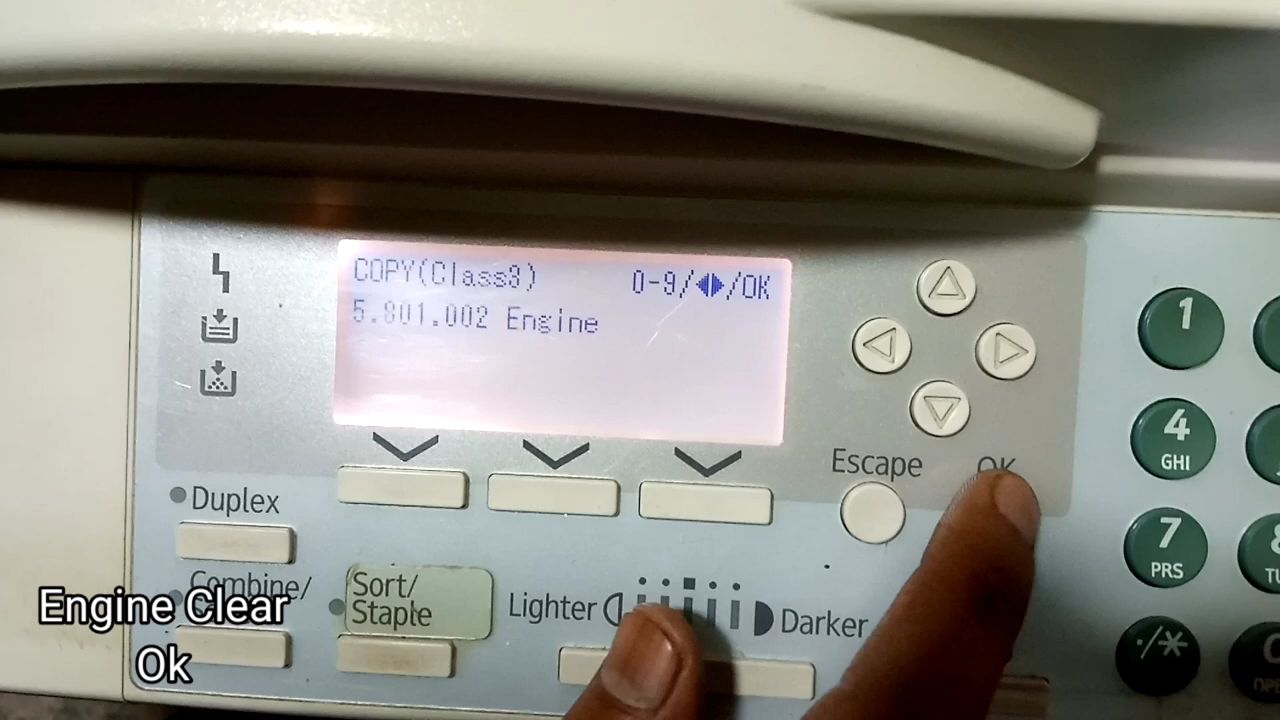 COPY(Class3) 0-9/◀▶/OK
5.801.002 Engine
Escape OK
Duplex
Combine/
Sort/
Staple
Lighter
Darker
1
4
GHI
7
PRS
./*
Engine Clear
Ok